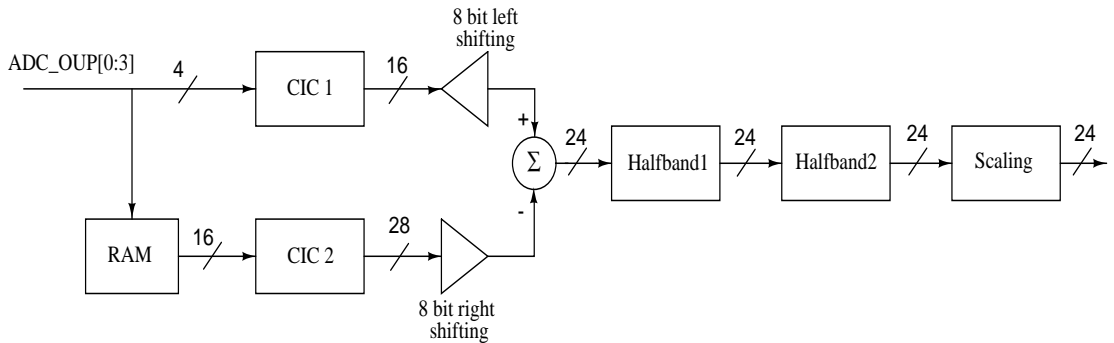 8 bit left
shifting
ADC_OUP[0:3]
4
CIC 1
16
+
24
Σ
Halfband1
24
Halfband2
24
Scaling
24
-
RAM
16
CIC 2
28
8 bit right
shifting